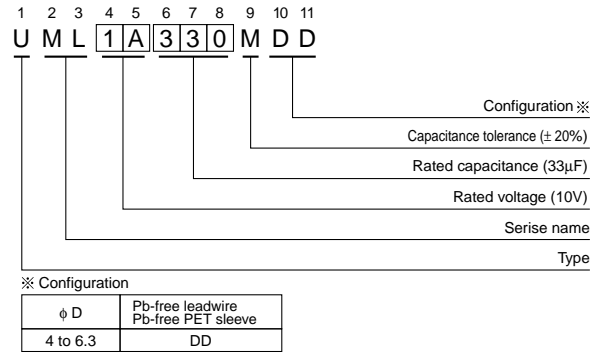 1 2 3 4 5 6 7 8 9 10 11
U M L 1 A 3 3 0 M D D
Configuration ※
Capacitance tolerance (± 20%)
Rated capacitance (33µF)
Rated voltage (10V)
Serise name
Type
※ Configuration
ϕ D
Pb-free leadwire
Pb-free PET sleeve
4 to 6.3
DD